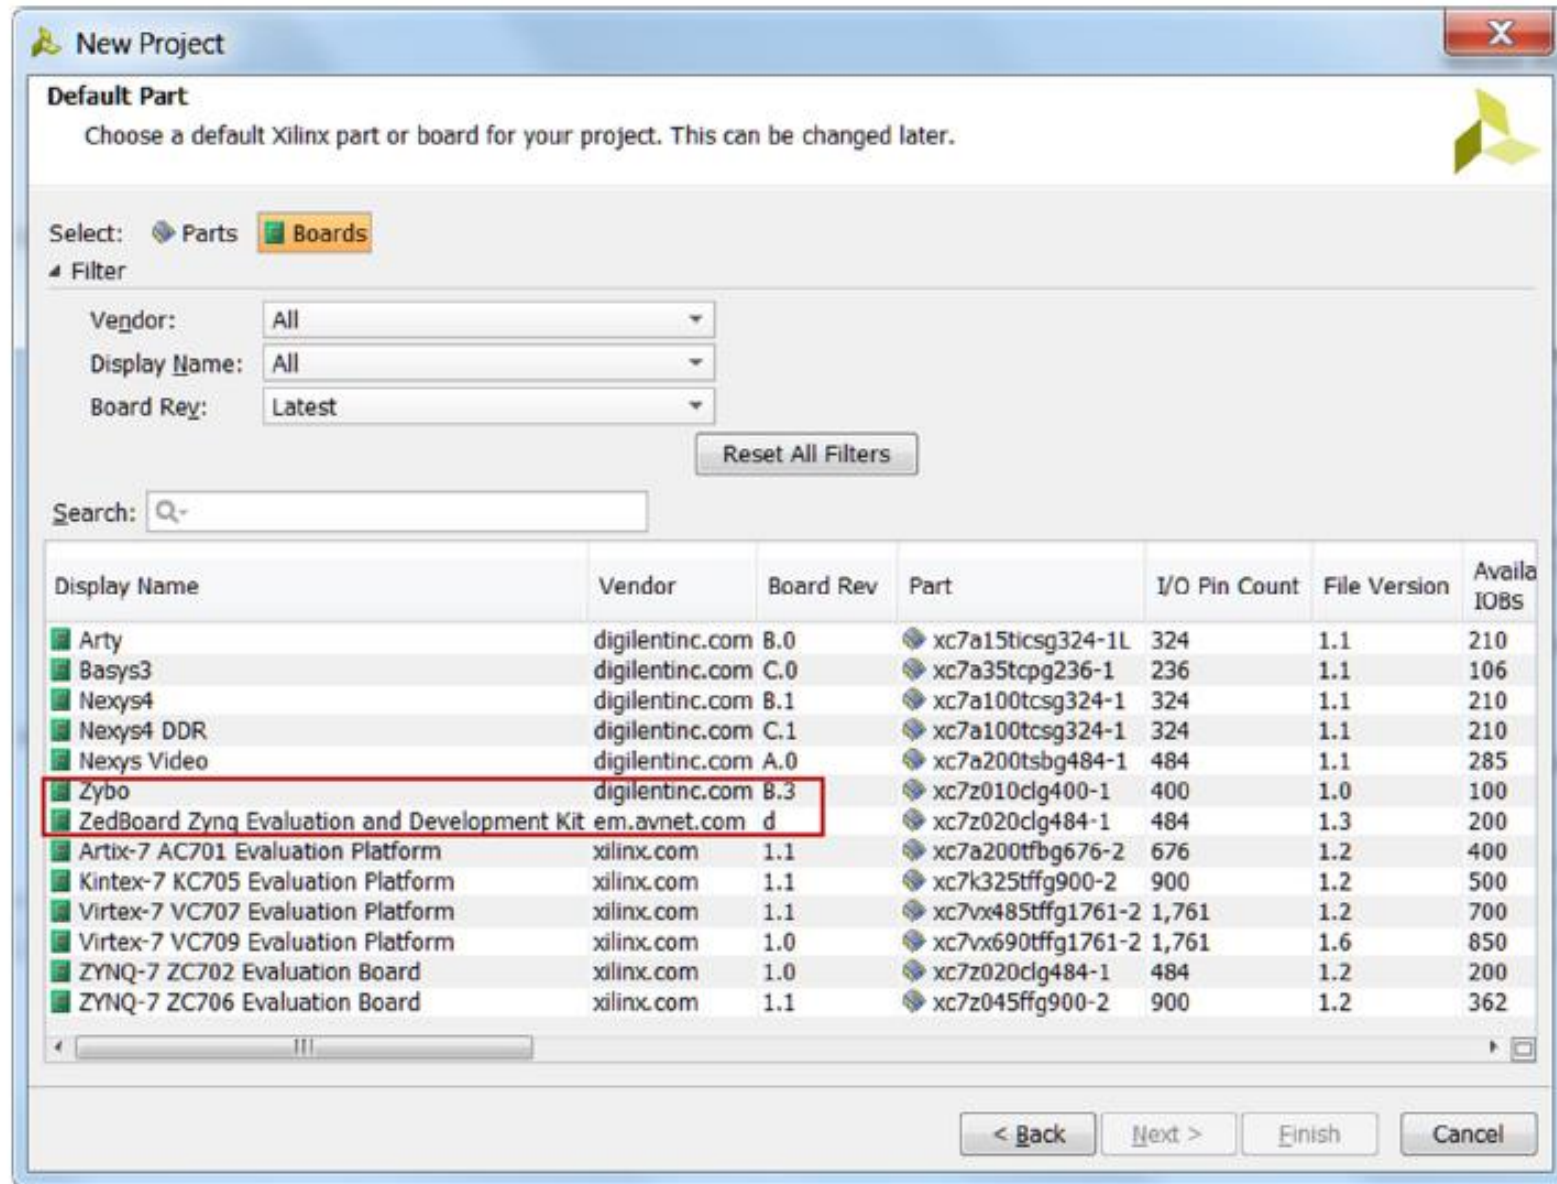 New Project
Default Part
Choose a default Xilinx part or board for your project. This can be changed later.
Select: Parts Boards
Filter
Vendor: All
Display Name: All
Board Rev: Latest
Reset All Filters
Search:
Display Name Vendor Board Rev Part I/O Pin Count File Version Availa IOBs
Arty digilentinc.com B.0 xc7a15ticsg324-1L 324 1.1 210
Basys3 digilentinc.com C.0 xc7a35tcpg236-1 236 1.1 106
Nexys4 digilentinc.com B.1 xc7a100tcsg324-1 324 1.1 210
Nexys4 DDR digilentinc.com C.1 xc7a100tcsg324-1 324 1.1 210
Nexys Video digilentinc.com A.0 xc7a200tsbg484-1 484 1.1 285
Zybo digilentinc.com B.3 xc7z010clg400-1 400 1.0 100
ZedBoard Zynq Evaluation and Development Kit em.avnet.com d xc7z020clg484-1 484 1.3 200
Artix-7 AC701 Evaluation Platform xilinx.com 1.1 xc7a200tfbg676-2 676 1.2 400
Kintex-7 KC705 Evaluation Platform xilinx.com 1.1 xc7k325tffg900-2 900 1.2 500
Virtex-7 VC707 Evaluation Platform xilinx.com 1.1 xc7vx485tffg1761-2 1,761 1.2 700
Virtex-7 VC709 Evaluation Platform xilinx.com 1.0 xc7vx690tffg1761-2 1,761 1.6 850
ZYNQ-7 ZC702 Evaluation Board xilinx.com 1.0 xc7z020clg484-1 484 1.2 200
ZYNQ-7 ZC706 Evaluation Board xilinx.com 1.1 xc7z045ffg900-2 900 1.2 362
< Back Next > Finish Cancel